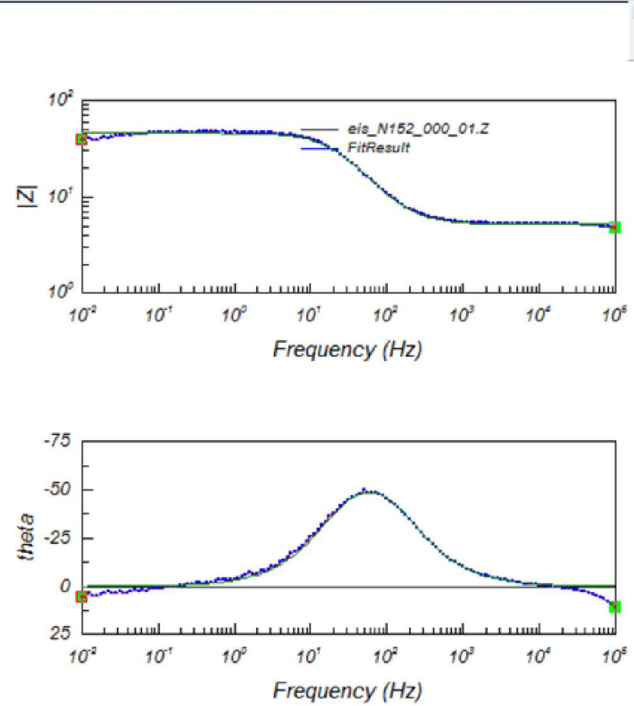 10²
eis_N152_000_01.Z
FitResult
|Z|
10¹
10⁰
10⁻² 10⁻¹ 10⁰ 10¹ 10² 10³ 10⁴ 10⁵
Frequency (Hz)
-75
-50
-25
theta
0
25
10⁻² 10⁻¹ 10⁰ 10¹ 10² 10³ 10⁴ 10⁵
Frequency (Hz)